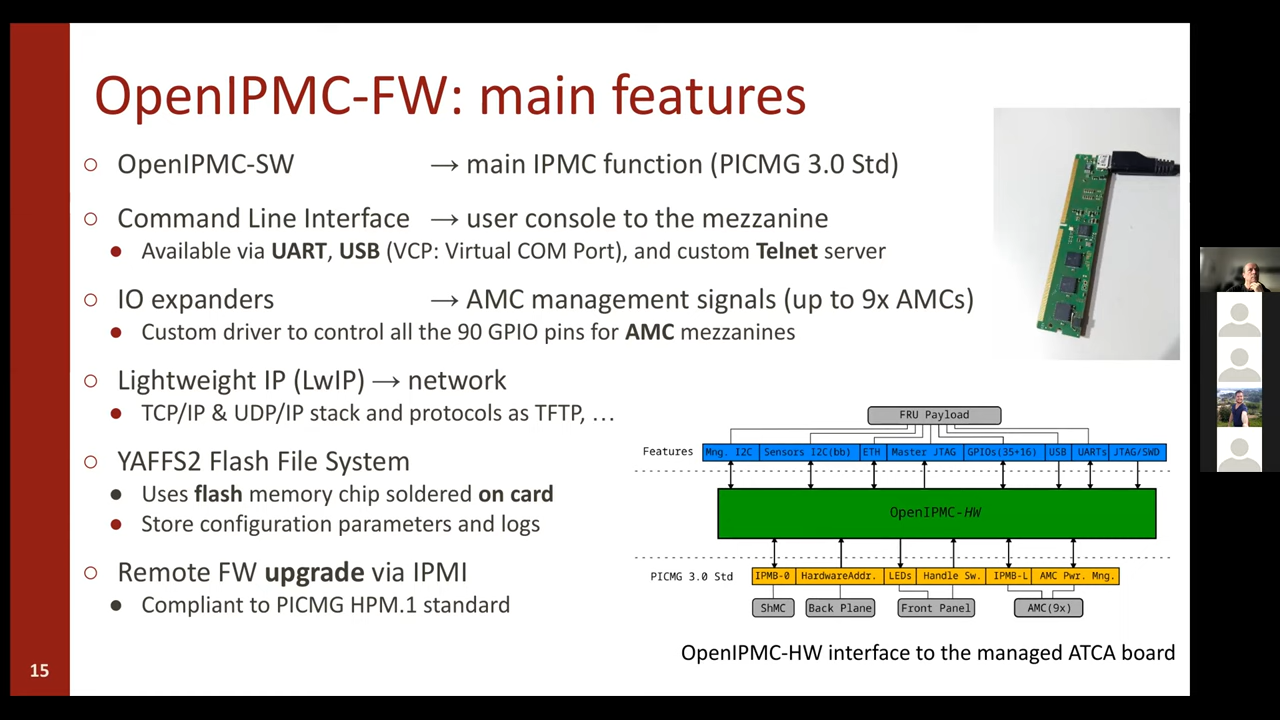 OpenIPMC-FW: main features
○ OpenIPMC-SW → main IPMC function (PICMG 3.0 Std)
○ Command Line Interface → user console to the mezzanine
● Available via UART, USB (VCP: Virtual COM Port), and custom Telnet server
○ IO expanders → AMC management signals (up to 9x AMCs)
● Custom driver to control all the 90 GPIO pins for AMC mezzanines
○ Lightweight IP (LwIP) → network
● TCP/IP & UDP/IP stack and protocols as TFTP, …
○ YAFFS2 Flash File System
● Uses flash memory chip soldered on card
● Store configuration parameters and logs
○ Remote FW upgrade via IPMI
● Compliant to PICMG HPM.1 standard
FRU Payload
Features Mng. I2C Sensors I2C(bb) ETH Master JTAG GPIOs(35+16) USB UARTs JTAG/SWD
OpenIPMC-HW
PICMG 3.0 Std IPMB-0 HardwareAddr. LEDs Handle Sw. IPMB-L AMC Pwr. Mng.
ShMC Back Plane Front Panel AMC(9x)
OpenIPMC-HW interface to the managed ATCA board
15